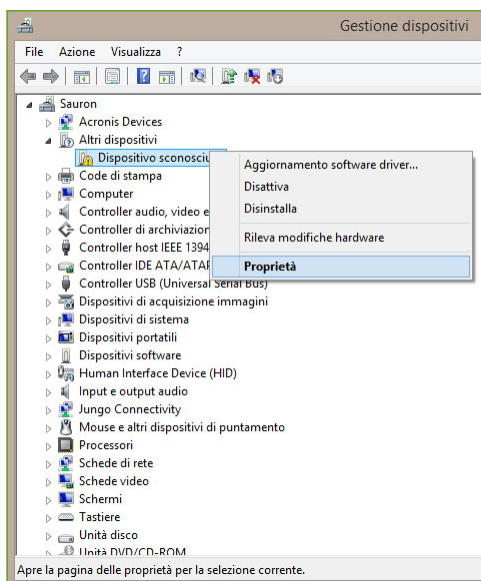 Gestione dispositivi
File Azione Visualizza ?
Sauron
Acronis Devices
Altri dispositivi
Dispositivo sconosciu
Aggiornamento software driver...
Disattiva
Disinstalla
Rileva modifiche hardware
Proprietà
Code di stampa
Computer
Controller audio, video e
Controller di archiviazion
Controller host IEEE 1394
Controller IDE ATA/ATAP
Controller USB (Universal Serial Bus)
Dispositivi di acquisizione immagini
Dispositivi di sistema
Dispositivi portatili
Dispositivi software
Human Interface Device (HID)
Input e output audio
Jungo Connectivity
Mouse e altri dispositivi di puntamento
Processori
Schede di rete
Schede video
Schermi
Tastiere
Unità disco
Unità DVD/CD-ROM
Apre la pagina delle proprietà per la selezione corrente.